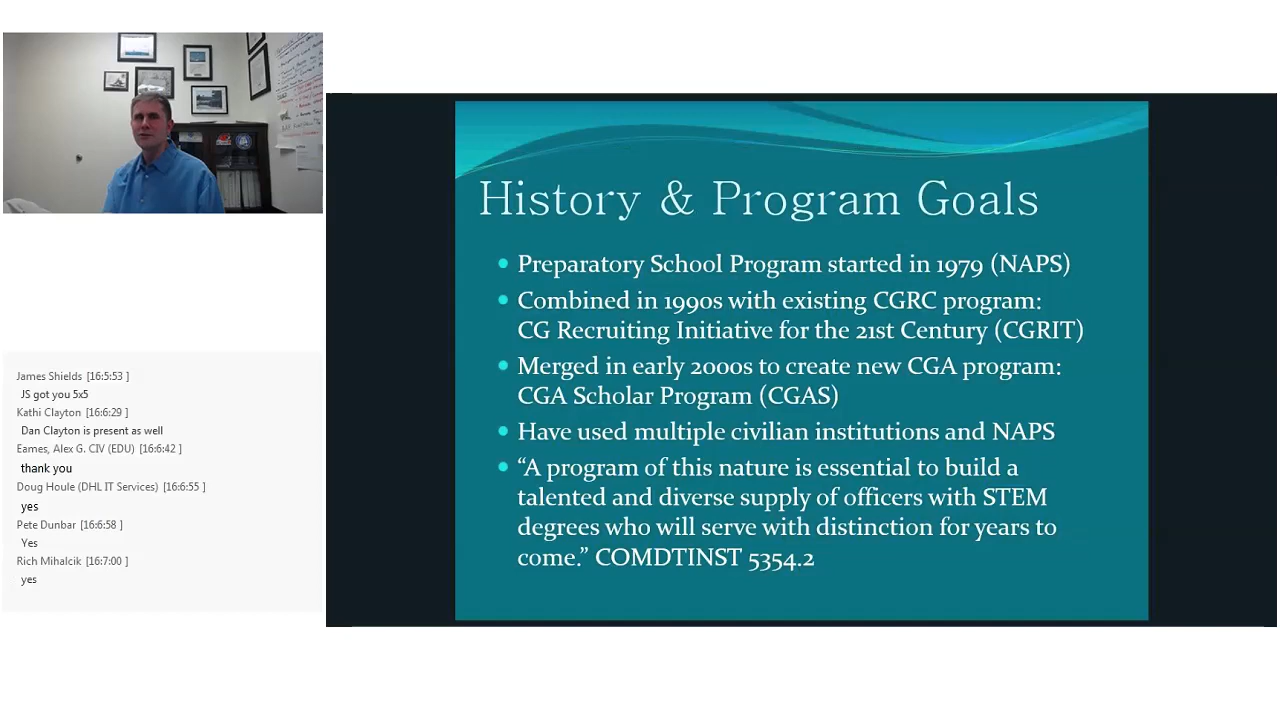 History & Program Goals
• Preparatory School Program started in 1979 (NAPS)
• Combined in 1990s with existing CGRC program:
CG Recruiting Initiative for the 21st Century (CGRIT)
• Merged in early 2000s to create new CGA program:
CGA Scholar Program (CGAS)
• Have used multiple civilian institutions and NAPS
• “A program of this nature is essential to build a
talented and diverse supply of officers with STEM
degrees who will serve with distinction for years to
come.” COMDTINST 5354.2
James Shields [16:5:53 ]
JS got you 5x5
Kathi Clayton [16:6:29 ]
Dan Clayton is present as well
Eames, Alex G. CIV (EDU) [16:6:42 ]
thank you
Doug Houle (DHL IT Services) [16:6:55 ]
yes
Pete Dunbar [16:6:58 ]
Yes
Rich Mihalcik [16:7:00 ]
yes